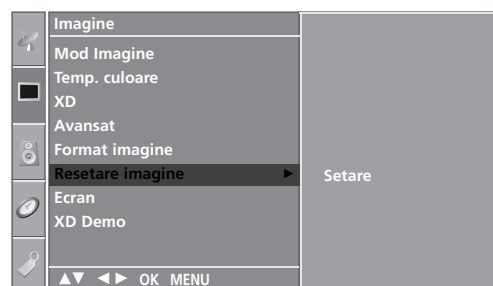 Imagine
Mod Imagine
Temp. culoare
XD
Avansat
Format imagine
Resetare imagine ► Setare
Ecran
XD Demo
▲▼ ◄► OK MENU